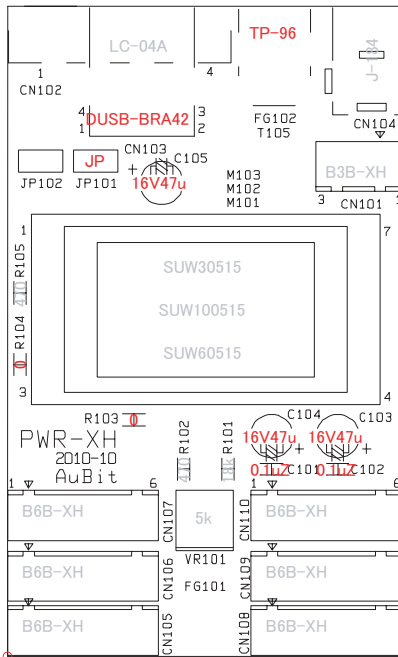 LC-04A
TP-96
J-184
1
4
CN102
4
3
DUSB-BRA42
1
2
FG102
T105
CN104
CN103
C105
+
JP
16V47u
JP102
JP101
M103
M102
M101
B3B-XH
3
CN101
1
1
7
R105
R104
0
3
4
SUW30515
SUW100515
SUW60515
R103
0
C104
C103
PWR-XH
2010-10
AuBit
R102
R101
18k
16V47u
+
16V47u
+
0.1uZ
C101
0.1uZ
C102
1
6
1
6
B6B-XH
CN107
5k
CN110
B6B-XH
B6B-XH
CN106
VR101
CN109
B6B-XH
FG101
B6B-XH
CN105
CN108
B6B-XH